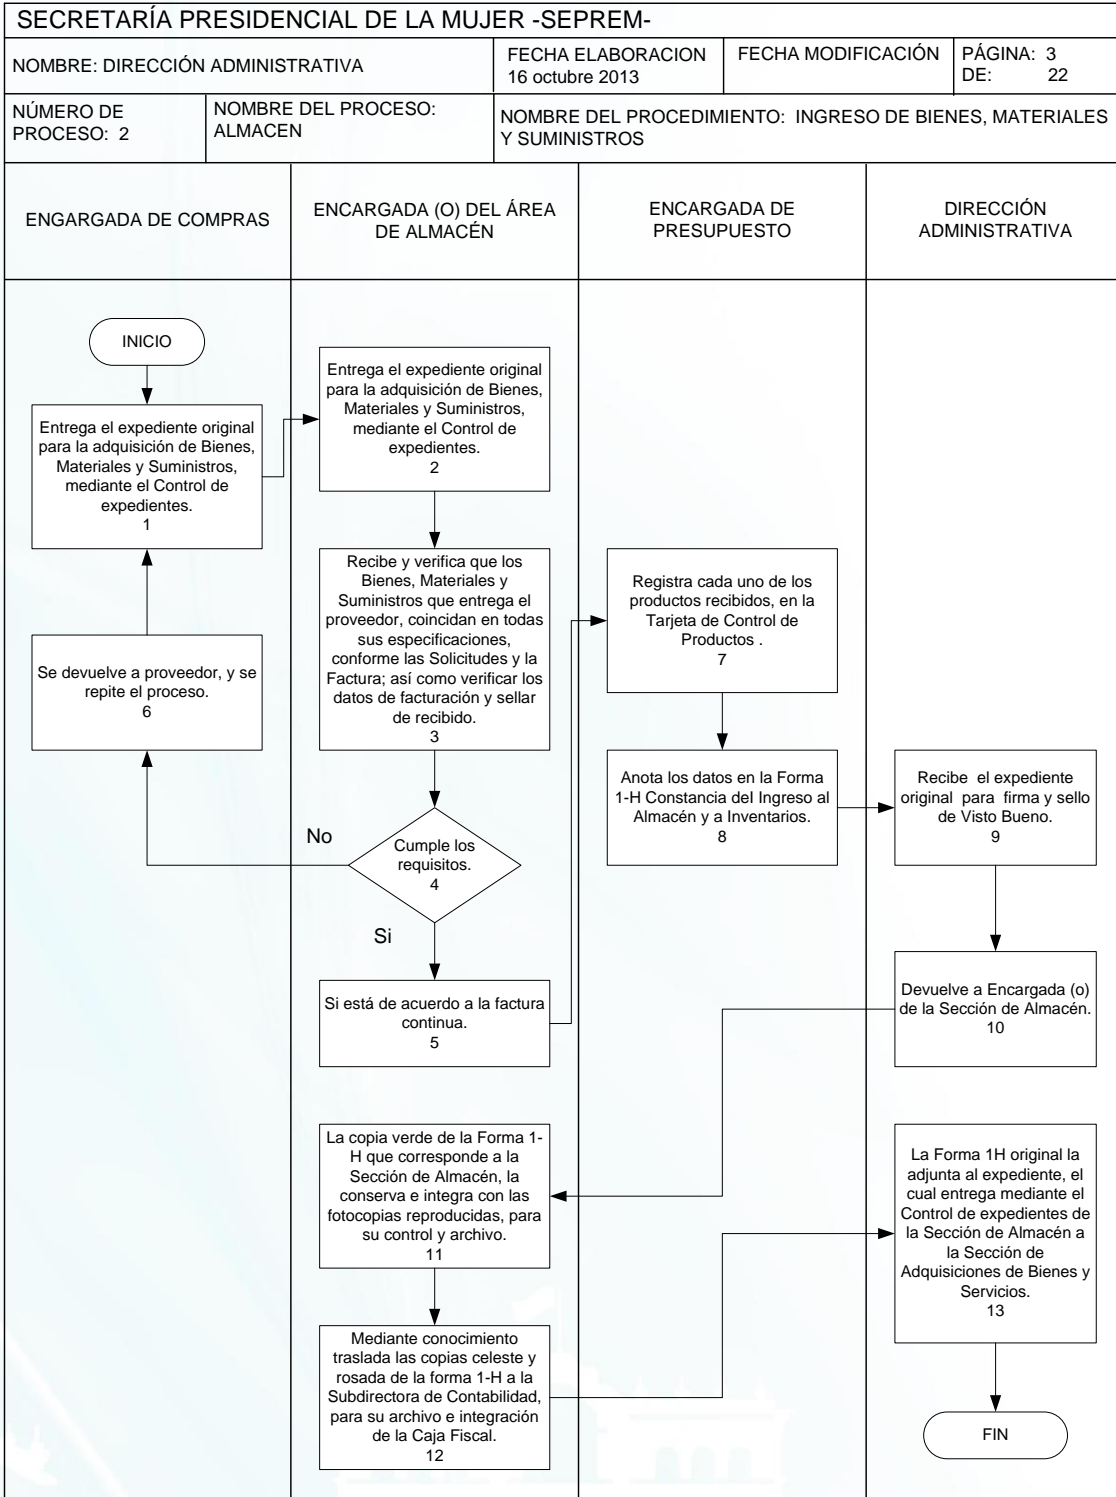 SECRETARÍA PRESIDENCIAL DE LA MUJER -SEPREM-
NOMBRE: DIRECCIÓN ADMINISTRATIVA
FECHA ELABORACION
16 octubre 2013
FECHA MODIFICACIÓN
PÁGINA: 3
DE: 22
NÚMERO DE
PROCESO: 2
NOMBRE DEL PROCESO:
ALMACEN
NOMBRE DEL PROCEDIMIENTO: INGRESO DE BIENES, MATERIALES
Y SUMINISTROS
ENGARGADA DE COMPRAS
ENCARGADA (O) DEL ÁREA
DE ALMACÉN
ENCARGADA DE
PRESUPUESTO
DIRECCIÓN
ADMINISTRATIVA
INICIO
Entrega el expediente original
para la adquisición de Bienes,
Materiales y Suministros,
mediante el Control de
expedientes.
1
Entrega el expediente original
para la adquisición de Bienes,
Materiales y Suministros,
mediante el Control de
expedientes.
2
Recibe y verifica que los
Bienes, Materiales y
Suministros que entrega el
proveedor, coincidan en todas
sus especificaciones,
conforme las Solicitudes y la
Factura; así como verificar los
datos de facturación y sellar
de recibido.
3
Cumple los
requisitos.
4
No
Si
Si está de acuerdo a la factura
continua.
5
Se devuelve a proveedor, y se
repite el proceso.
6
Registra cada uno de los
productos recibidos, en la
Tarjeta de Control de
Productos .
7
Anota los datos en la Forma
1-H Constancia del Ingreso al
Almacén y a Inventarios.
8
Recibe el expediente
original para firma y sello
de Visto Bueno.
9
Devuelve a Encargada (o)
de la Sección de Almacén.
10
La copia verde de la Forma 1-
H que corresponde a la
Sección de Almacén, la
conserva e integra con las
fotocopias reproducidas, para
su control y archivo.
11
Mediante conocimiento
traslada las copias celeste y
rosada de la forma 1-H a la
Subdirectora de Contabilidad,
para su archivo e integración
de la Caja Fiscal.
12
La Forma 1H original la
adjunta al expediente, el
cual entrega mediante el
Control de expedientes de
la Sección de Almacén a
la Sección de
Adquisiciones de Bienes y
Servicios.
13
FIN